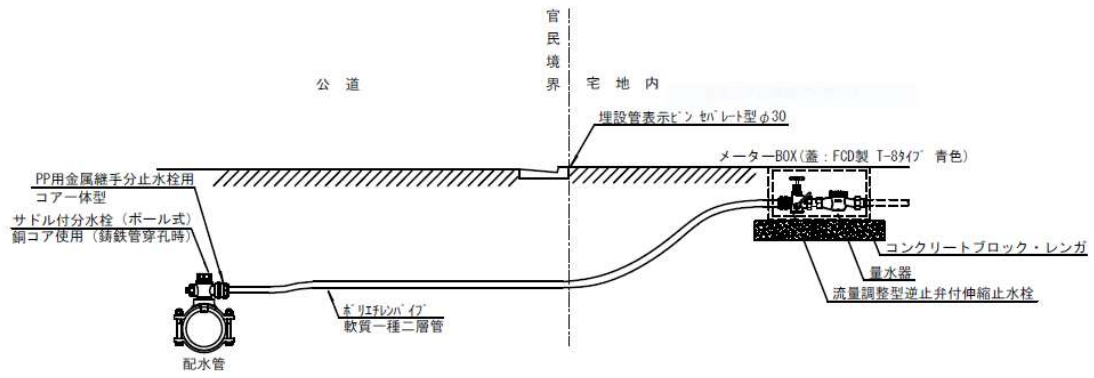 官民境界
公 道
宅 地 内
埋設管表示ピン セパレート型φ30
メーターBOX(蓋：FCD製 T-8タイプ 青色)
PP用金属継手分止水栓用
コア一体型
サドル付分水栓（ボール式）
銅コア使用（鋳鉄管穿孔時）
コンクリートブロック・レンガ
量水器
流量調整型逆止弁付伸縮止水栓
ポリエチレンパイプ
軟質一種二層管
配水管